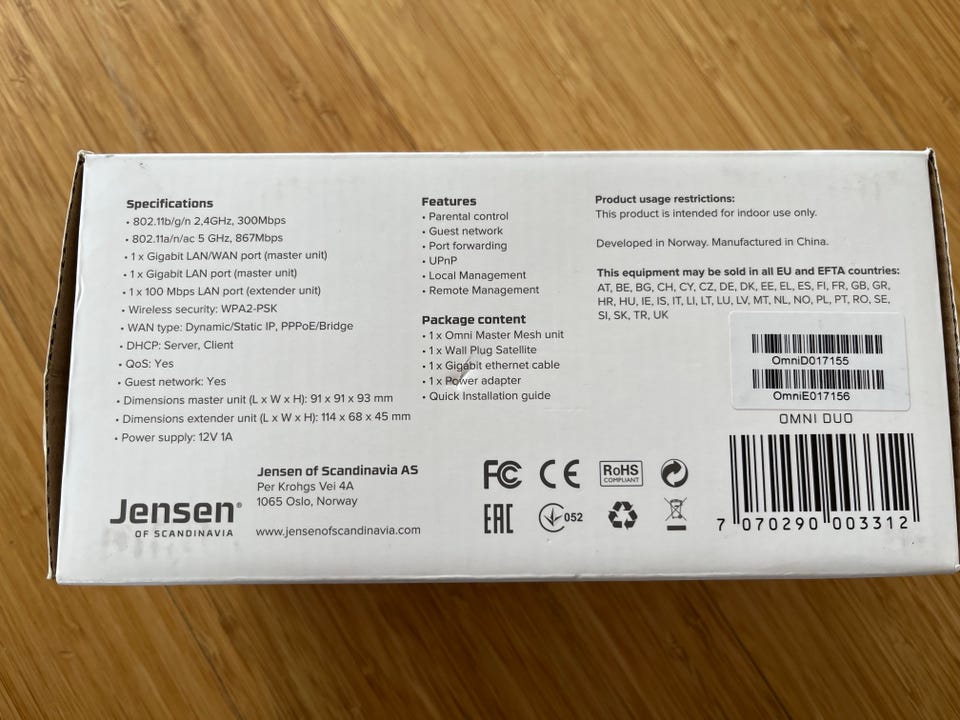 Specifications
• 802.11b/g/n 2,4GHz, 300Mbps
• 802.11a/n/ac 5 GHz, 867Mbps
• 1 x Gigabit LAN/WAN port (master unit)
• 1 x Gigabit LAN port (master unit)
• 1 x 100 Mbps LAN port (extender unit)
• Wireless security: WPA2-PSK
• WAN type: Dynamic/Static IP, PPPoE/Bridge
• DHCP: Server, Client
• QoS: Yes
• Guest network: Yes
• Dimensions master unit (L x W x H): 91 x 91 x 93 mm
• Dimensions extender unit (L x W x H): 114 x 68 x 45 mm
• Power supply: 12V 1A
Features
• Parental control
• Guest network
• Port forwarding
• UPnP
• Local Management
• Remote Management
Package content
• 1 x Omni Master Mesh unit
• 1 x Wall Plug Satellite
• 1 x Gigabit ethernet cable
• 1 x Power adapter
• Quick Installation guide
Product usage restrictions:
This product is intended for indoor use only.
Developed in Norway. Manufactured in China.
This equipment may be sold in all EU and EFTA countries:
AT, BE, BG, CH, CY, CZ, DE, DK, EE, EL, ES, FI, FR, GB, GR,
HR, HU, IE, IS, IT, LI, LT, LU, LV, MT, NL, NO, PL, PT, RO, SE,
SI, SK, TR, UK
OmniD017155
OmniE017156
OMNI DUO
7 070290 003312
Jensen®
OF SCANDINAVIA
Jensen of Scandinavia AS
Per Krohgs Vei 4A
1065 Oslo, Norway
www.jensenofscandinavia.com
FC CE RoHS
COMPLIANT
EAC 052